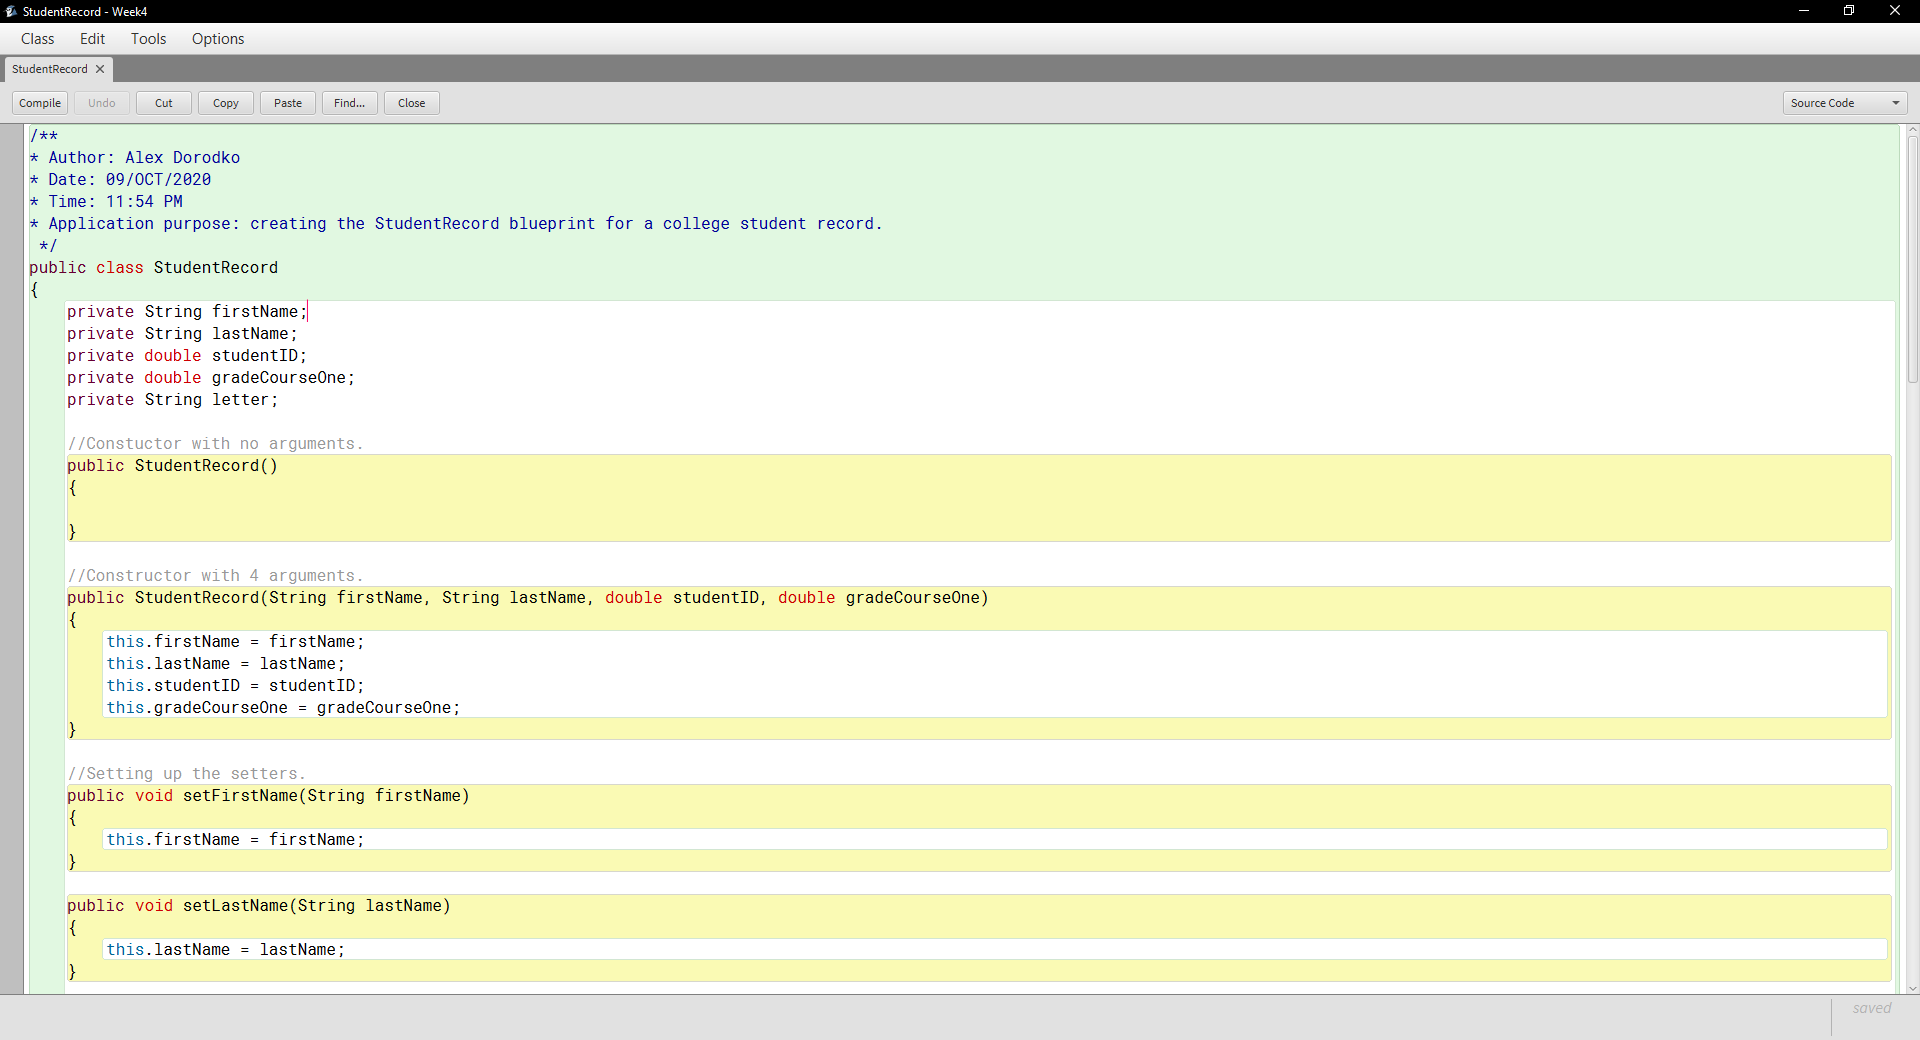 StudentRecord - Week4
Class Edit Tools Options
StudentRecord
Compile Undo Cut Copy Paste Find... Close Source Code
/**
* Author: Alex Dorodko
* Date: 09/OCT/2020
* Time: 11:54 PM
* Application purpose: creating the StudentRecord blueprint for a college student record.
*/
public class StudentRecord
{
private String firstName;
private String lastName;
private double studentID;
private double gradeCourseOne;
private String letter;
//Constuctor with no arguments.
public StudentRecord()
{
}
//Constructor with 4 arguments.
public StudentRecord(String firstName, String lastName, double studentID, double gradeCourseOne)
{
this.firstName = firstName;
this.lastName = lastName;
this.studentID = studentID;
this.gradeCourseOne = gradeCourseOne;
}
//Setting up the setters.
public void setFirstName(String firstName)
{
this.firstName = firstName;
}
public void setLastName(String lastName)
{
this.lastName = lastName;
}
saved